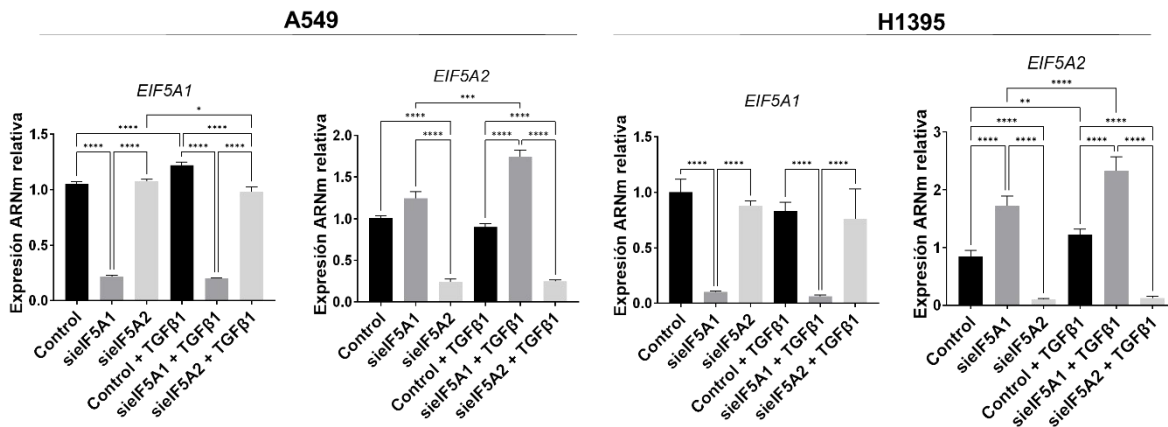 A549
H1395
EIF5A1
Expresión ARNm relativa
****
*
****
****
****
****
****
****
1.5
1.0
0.5
0.0
Control
sieIF5A1
sieIF5A2
Control + TGFβ1
sieIF5A1 + TGFβ1
sieIF5A2 + TGFβ1
EIF5A2
Expresión ARNm relativa
***
****
****
****
****
****
2.0
1.5
1.0
0.5
0.0
Control
sieIF5A1
sieIF5A2
Control + TGFβ1
sieIF5A1 + TGFβ1
sieIF5A2 + TGFβ1
EIF5A1
Expresión ARNm relativa
****
****
****
****
1.5
1.0
0.5
0.0
Control
sieIF5A1
sieIF5A2
Control + TGFβ1
sieIF5A1 + TGFβ1
sieIF5A2 + TGFβ1
EIF5A2
Expresión ARNm relativa
****
**
****
****
****
****
****
****
3
2
1
0
Control
sieIF5A1
sieIF5A2
Control + TGFβ1
sieIF5A1 + TGFβ1
sieIF5A2 + TGFβ1